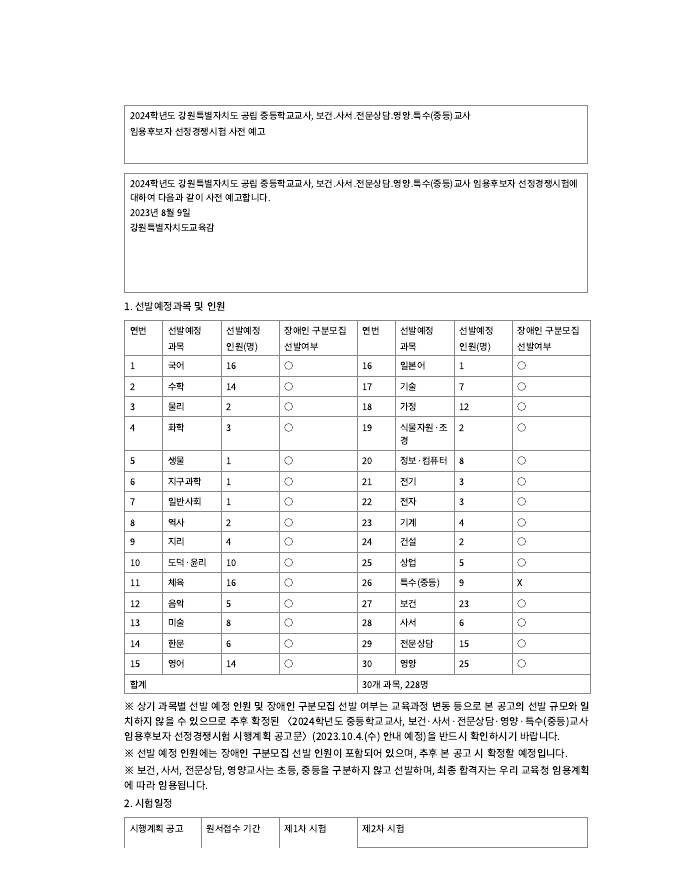 2024학년도 강원특별자치도 공립 중등학교교사, 보건.사서.전문상담.영양.특수(중등)교사
임용후보자 선정경쟁시험 사전 예고
2024학년도 강원특별자치도 공립 중등학교교사, 보건.사서.전문상담.영양.특수(중등)교사 임용후보자 선정경쟁시험에
대하여 다음과 같이 사전 예고합니다.
2023년 8월 9일
강원특별자치도교육감
1. 선발예정과목 및 인원
연번 선발예정 선발예정 장애인 구분모집 연번 선발예정 선발예정 장애인 구분모집
과목 인원(명) 선발여부 과목 인원(명) 선발여부
1 국어 16 ○ 16 일본어 1 ○
2 수학 14 ○ 17 기술 7 ○
3 물리 2 ○ 18 가정 12 ○
4 화학 3 ○ 19 식물자원·조 2 ○
경
5 생물 1 ○ 20 정보·컴퓨터 8 ○
6 지구과학 1 ○ 21 전기 3 ○
7 일반사회 1 ○ 22 전자 3 ○
8 역사 2 ○ 23 기계 4 ○
9 지리 4 ○ 24 건설 2 ○
10 도덕·윤리 10 ○ 25 상업 5 ○
11 체육 16 ○ 26 특수(중등) 9 X
12 음악 5 ○ 27 보건 23 ○
13 미술 8 ○ 28 사서 6 ○
14 한문 6 ○ 29 전문상담 15 ○
15 영어 14 ○ 30 영양 25 ○
합계 30개 과목, 228명
※ 상기 과목별 선발 예정 인원 및 장애인 구분모집 선발 여부는 교육과정 변동 등으로 본 공고의 선발 규모와 일
치하지 않을 수 있으므로 추후 확정된 〈2024학년도 중등학교교사, 보건·사서·전문상담·영양·특수(중등)교사
임용후보자 선정경쟁시험 시행계획 공고문〉(2023.10.4.(수) 안내 예정)을 반드시 확인하시기 바랍니다.
※ 선발 예정 인원에는 장애인 구분모집 선발 인원이 포함되어 있으며, 추후 본 공고 시 확정할 예정입니다.
※ 보건, 사서, 전문상담, 영양교사는 초등, 중등을 구분하지 않고 선발하며, 최종 합격자는 우리 교육청 임용계획
에 따라 임용됩니다.
2. 시험일정
시행계획 공고 원서접수 기간 제1차 시험 제2차 시험